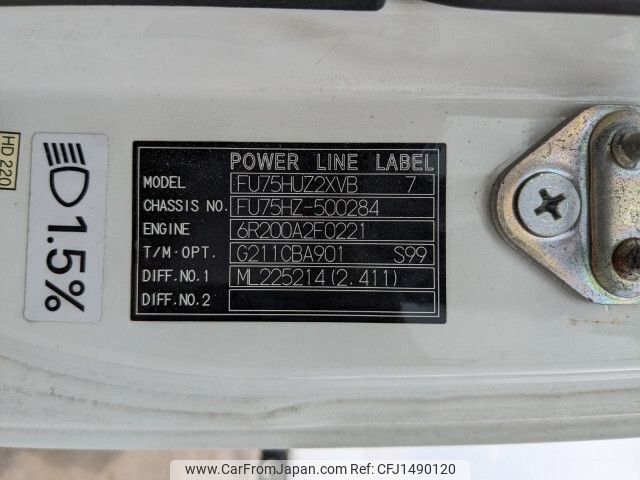 POWER LINE LABEL
MODEL FU75HUZ2XVB 7
CHASSIS NO. FU75HZ-500284
ENGINE 6R200A2F0221
T/M·OPT. G211CBA901 S99
DIFF.NO.1 ML225214(2.411)
DIFF.NO.2
1.5%
HD 220
www.CarFromJapan.com © CarFromJapan - CFJ1490120